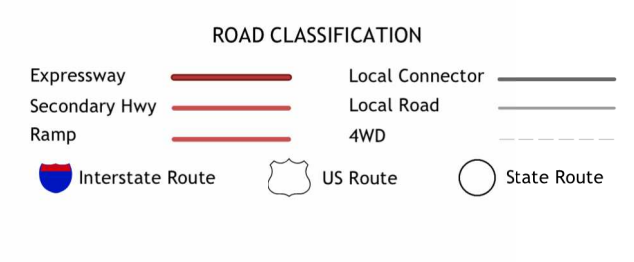 ROAD CLASSIFICATION
Expressway
Local Connector
Secondary Hwy
Local Road
Ramp
4WD
Interstate Route
US Route
State Route